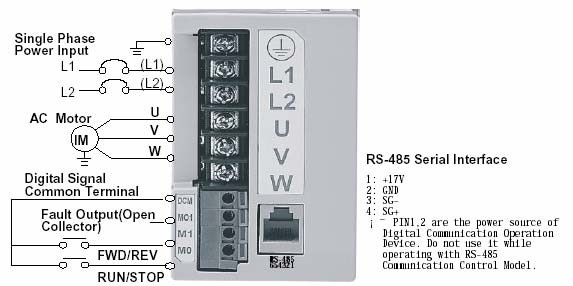 Single Phase
Power Input
L1 (L1)
L2 (L2)
AC Motor
U
V
W
IM
Digital Signal
Common Terminal
Fault Output(Open
Collector)
FWD/REV
RUN/STOP
L1
L2
U
V
W
DCM
MO1
M1
M0
RS-485
654321
RS-485 Serial Interface
1: +17V
2: GND
3: SG-
4: SG+
¡ ¯ PIN1,2 are the power source of
Digital Communication Operation
Device. Do not use it while
operating with RS-485
Communication Control Model.